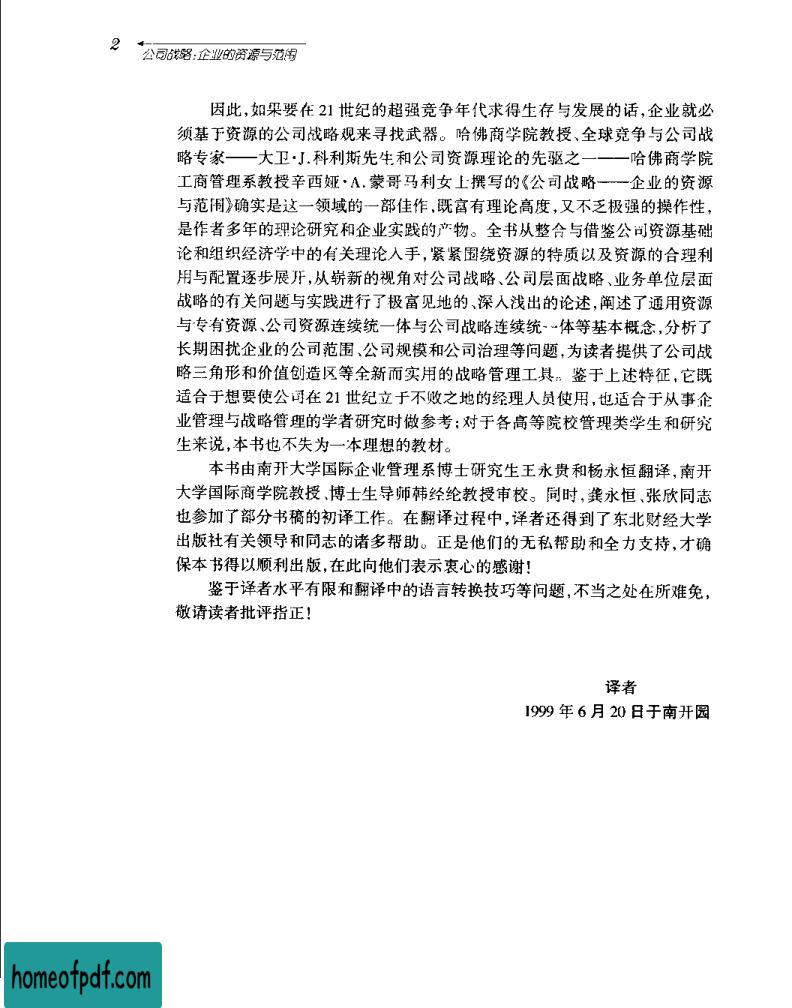 2
公司战略:企业的资源与范围
因此,如果要在 21 世纪的超强竞争年代求得生存与发展的话,企业就必
须基于资源的公司战略观来寻找武器。哈佛商学院教授、全球竞争与公司战
略专家——大卫·J.科利斯先生和公司资源理论的先驱之一——哈佛商学院
工商管理系教授辛西娅·A.蒙哥马利女士撰写的《公司战略——企业的资源
与范围》确实是这一领域的一部佳作,既富有理论高度,又不乏极强的操作性,
是作者多年的理论研究和企业实践的产物。全书从整合与借鉴公司资源基础
论和组织经济学中的有关理论入手,紧紧围绕资源的特质以及资源的合理利
用与配置逐步展开,从崭新的视角对公司战略、公司层面战略、业务单位层面
战略的有关问题与实践进行了极富见地的、深入浅出的论述,阐述了通用资源
与专有资源、公司资源连续统一体与公司战略连续统一体等基本概念,分析了
长期困扰企业的公司范围、公司规模和公司治理等问题,为读者提供了公司战
略三角形和价值创造区等全新而实用的战略管理工具。鉴于上述特征,它既
适合于想要使公司在 21 世纪立于不败之地的经理人员使用,也适合于从事企
业管理与战略管理的学者研究时做参考;对于各高等院校管理类学生和研究
生来说,本书也不失为一本理想的教材。
本书由南开大学国际企业管理系博士研究生王永贵和杨永恒翻译,南开
大学国际商学院教授、博士生导师韩经纶教授审校。同时,龚永恒、张欣同志
也参加了部分书稿的初译工作。在翻译过程中,译者还得到了东北财经大学
出版社有关领导和同志的诸多帮助。正是他们的无私帮助和全力支持,才确
保本书得以顺利出版,在此向他们表示衷心的感谢!
鉴于译者水平有限和翻译中的语言转换技巧等问题,不当之处在所难免,
敬请读者批评指正!
译者
1999 年 6 月 20 日于南开园
homeofpdf.com